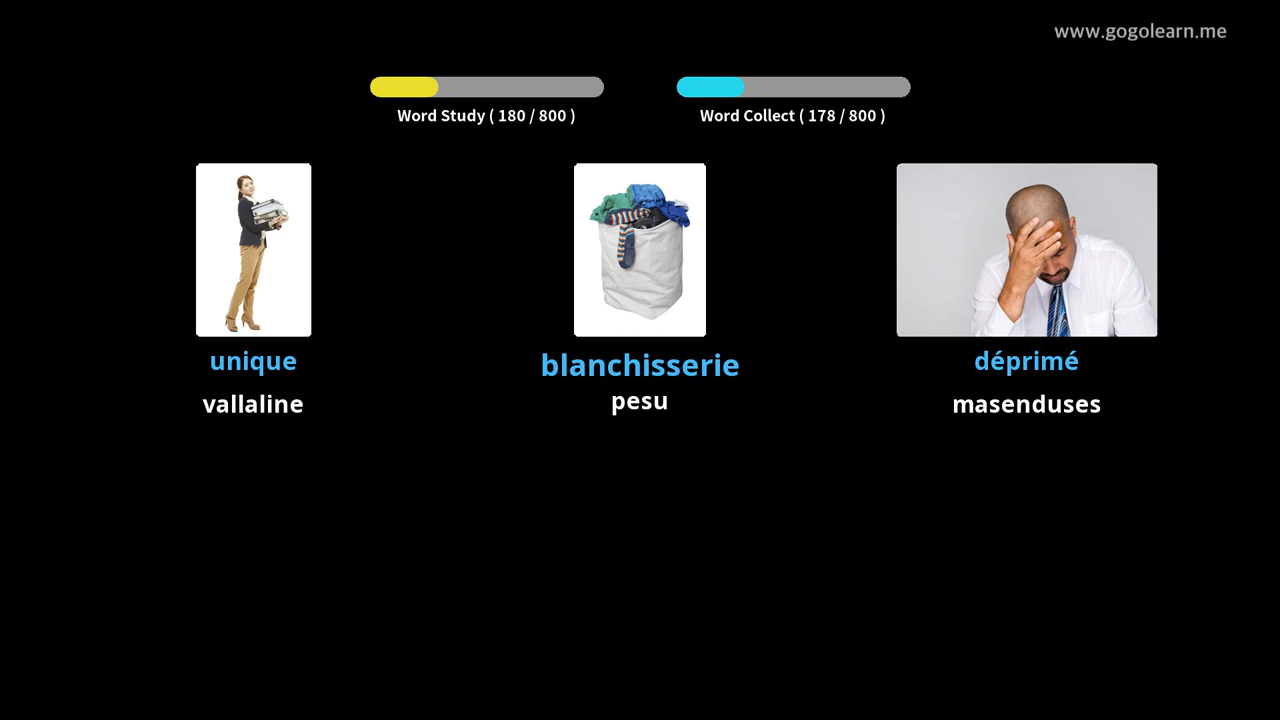 www.gogolearn.me
Word Study ( 180 / 800 )
Word Collect ( 178 / 800 )
unique
vallaline
blanchisserie
pesu
déprimé
masenduses